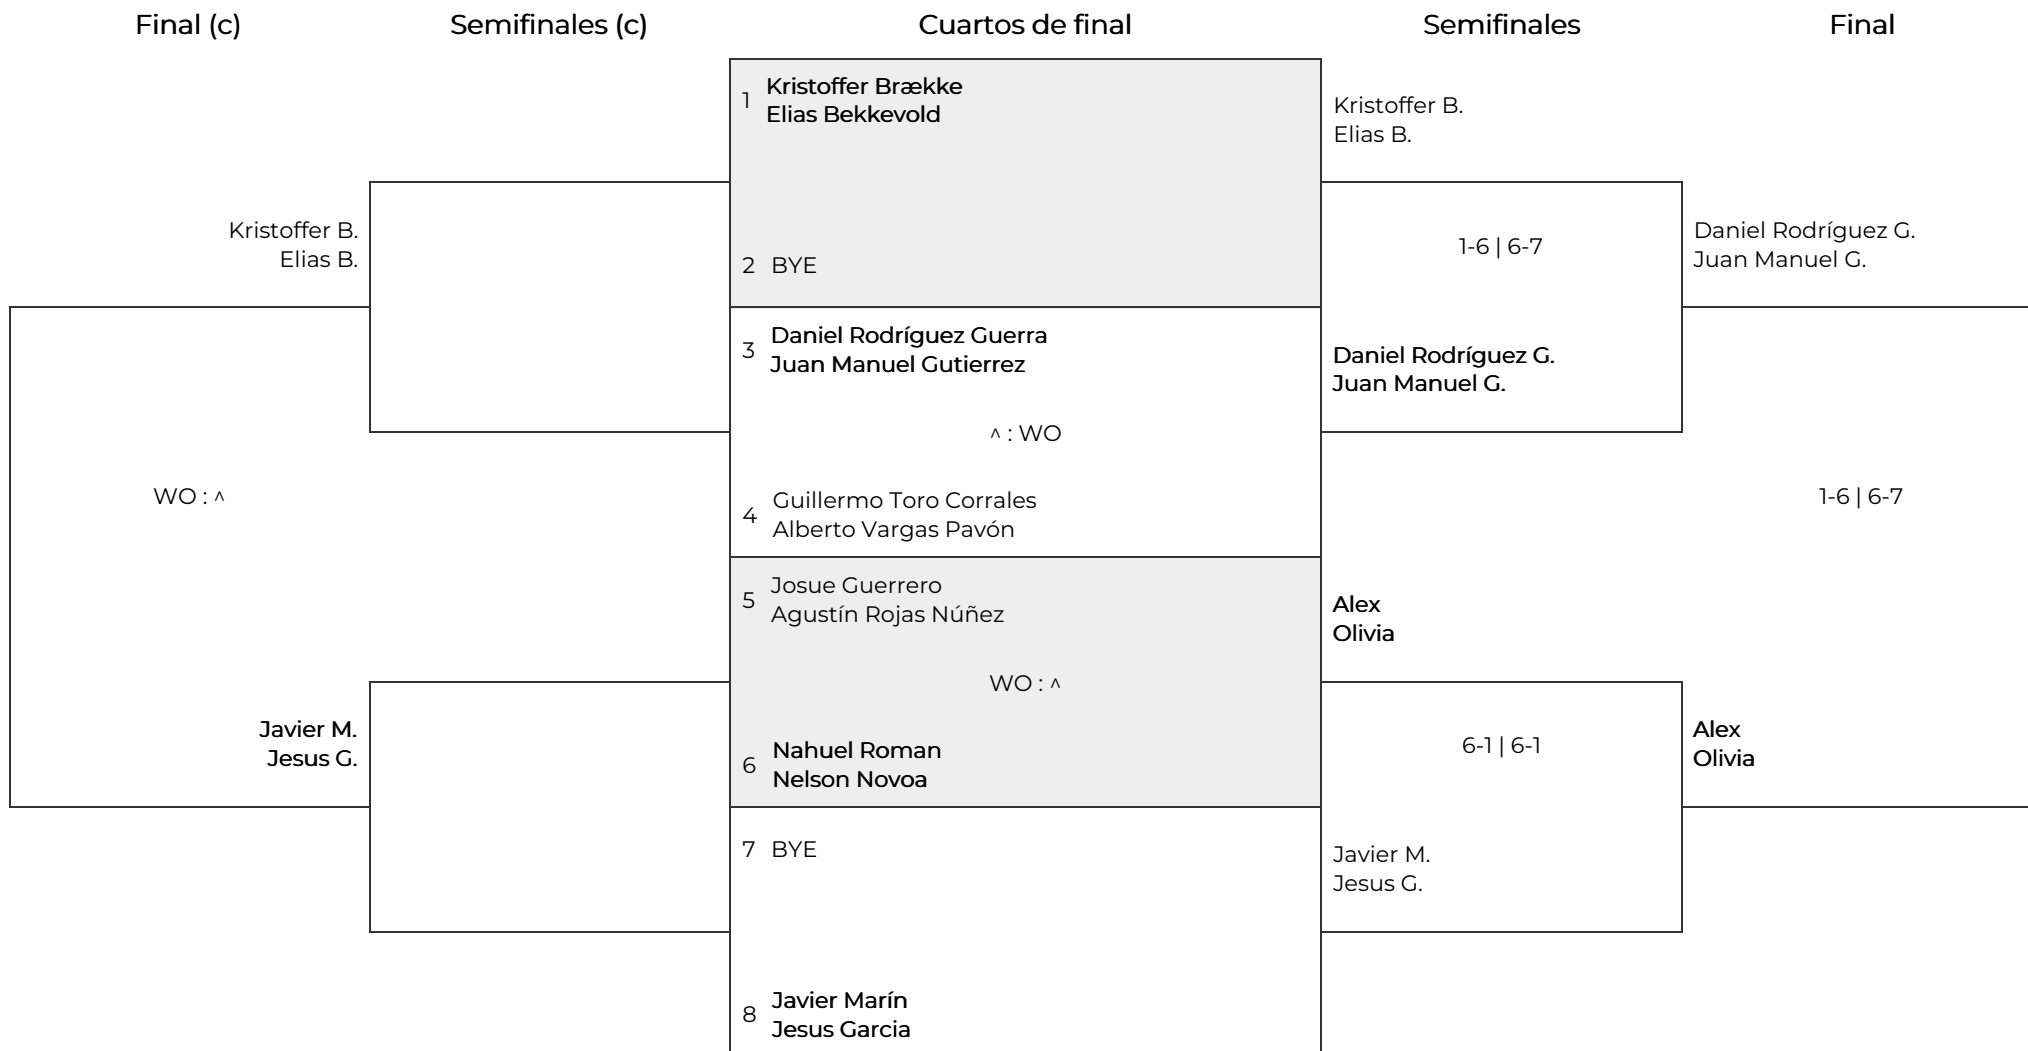 Final (c)
Semifinales (c)
Cuartos de final
Semifinales
Final
Kristoffer B.
Elias B.
WO : ^
Javier M.
Jesus G.
1 Kristoffer Brække
Elias Bekkevold
2 BYE
3 Daniel Rodríguez Guerra
Juan Manuel Gutierrez
^ : WO
4 Guillermo Toro Corrales
Alberto Vargas Pavón
5 Josue Guerrero
Agustín Rojas Núñez
WO : ^
6 Nahuel Roman
Nelson Novoa
7 BYE
8 Javier Marín
Jesus Garcia
Kristoffer B.
Elias B.
1-6 | 6-7
Daniel Rodríguez G.
Juan Manuel G.
Alex
Olivia
6-1 | 6-1
Javier M.
Jesus G.
Daniel Rodríguez G.
Juan Manuel G.
1-6 | 6-7
Alex
Olivia